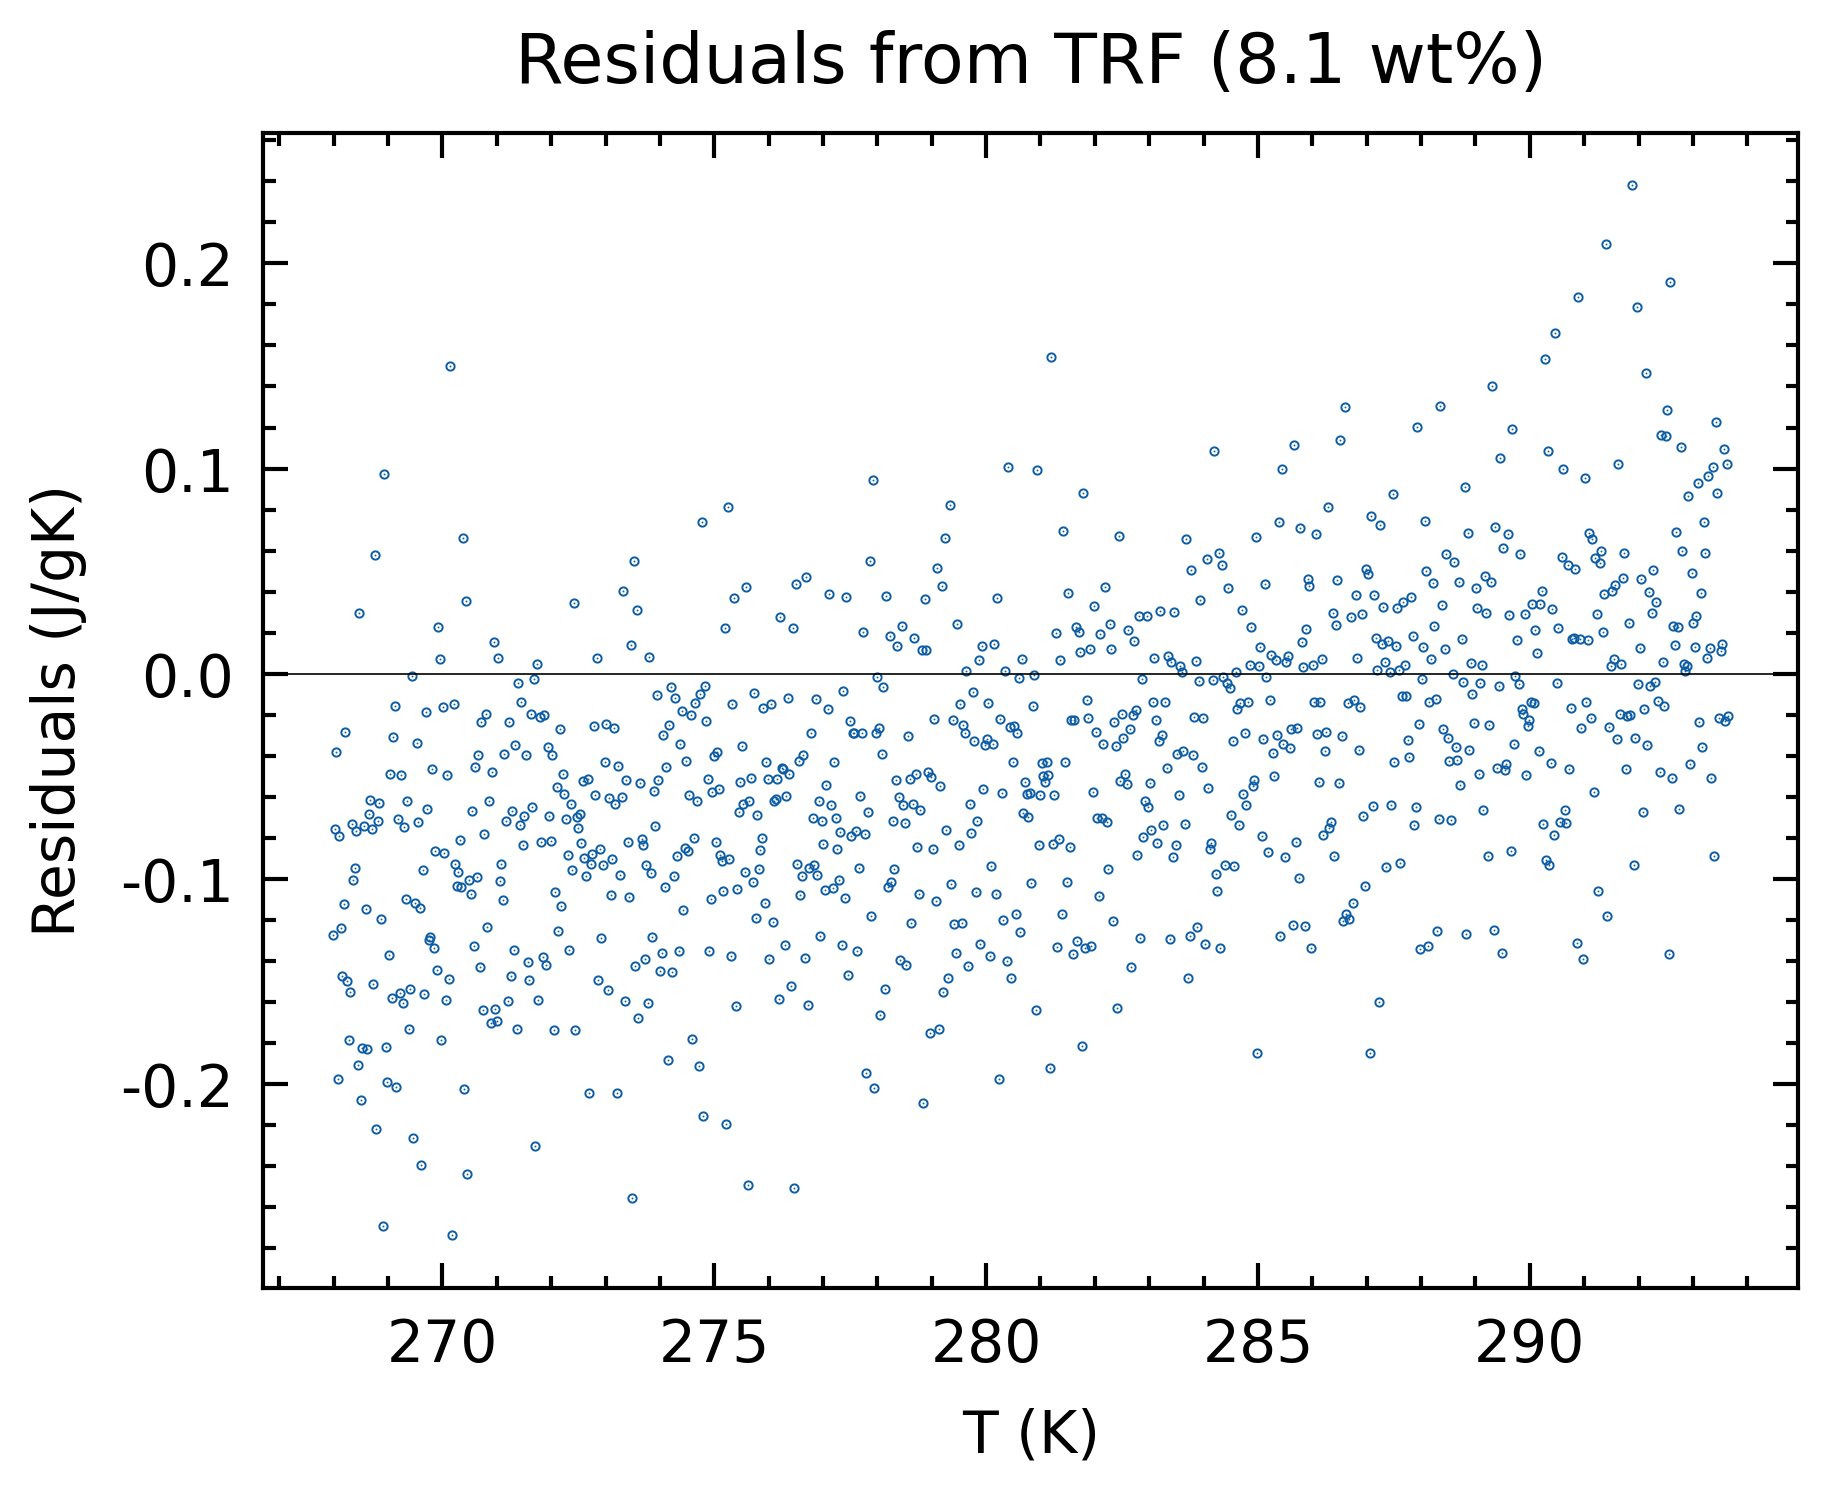 Residuals from TRF (8.1 wt%)
Residuals (J/gK)
0.2
0.1
0.0
-0.1
-0.2
270 275 280 285 290
T (K)